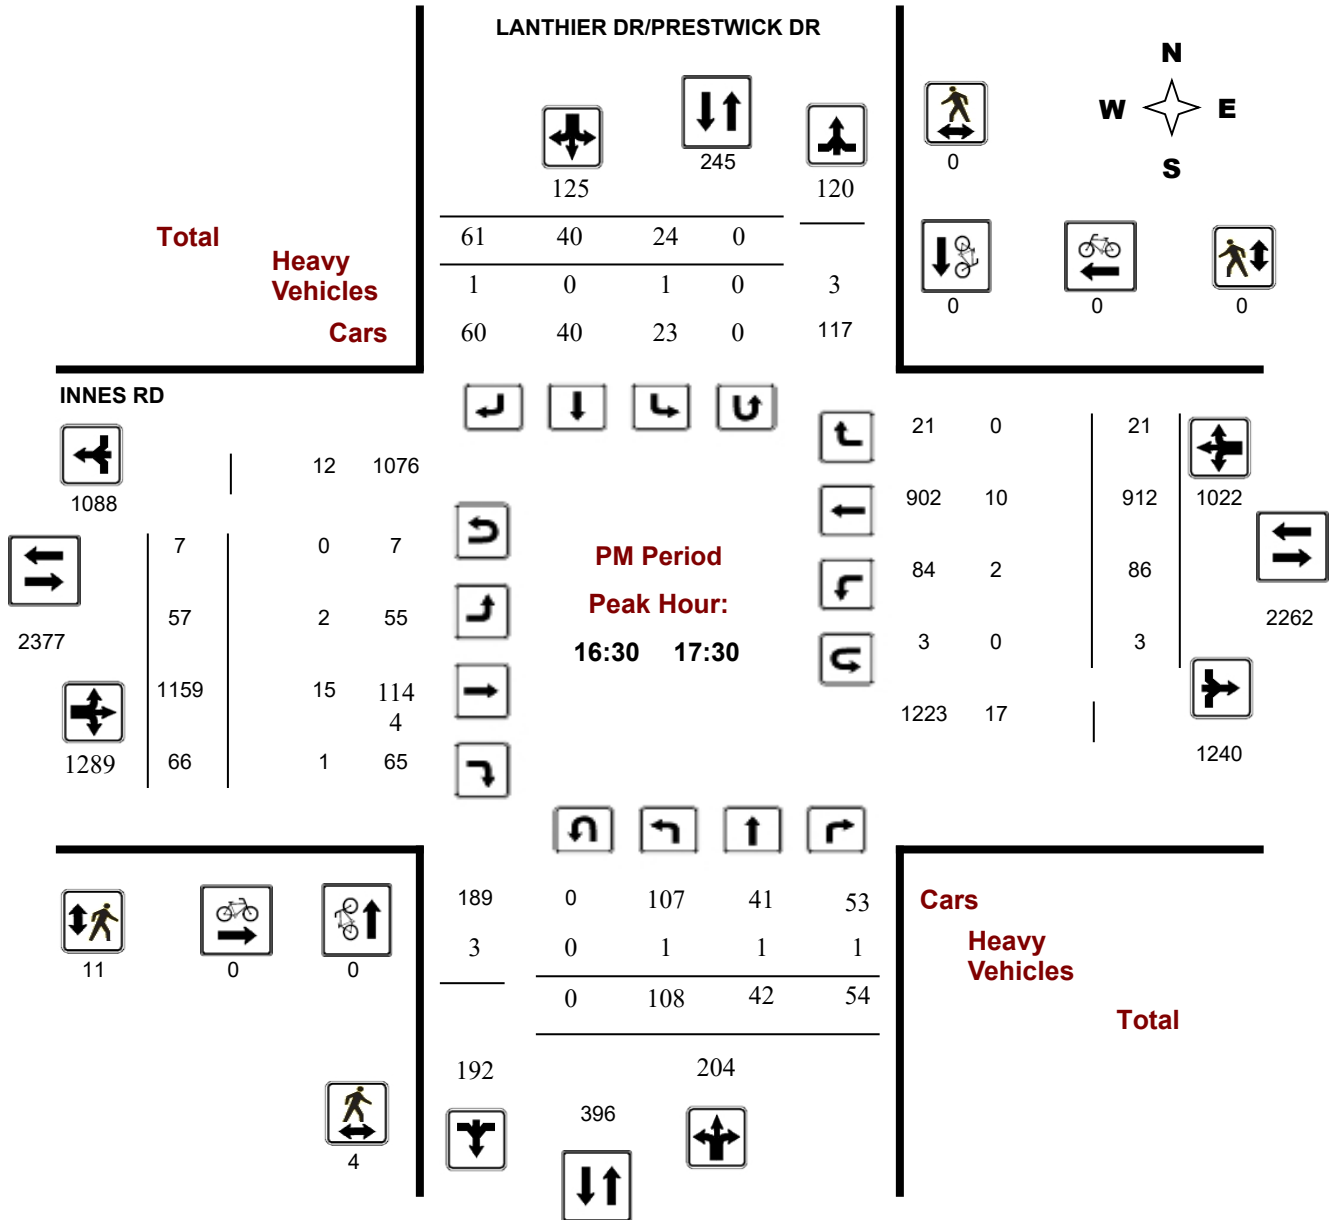 LANTHIER DR/PRESTWICK DR
N
W E
S
245
0
125
120
Total
61 40 24 0
Heavy
Vehicles
1 0 1 0 3
0 0 0
Cars
60 40 23 0 117
INNES RD
21 0 21
12 1076
1088
902 10 912 1022
7 0 7
PM Period
84 2 86
57 2 55
Peak Hour:
2262
2377
16:30 17:30
3 0 3
1159 15 114
4
1223 17
1240
1289 66 1 65
189 0 107 41 53
Cars
3 0 1 1 1
Heavy
Vehicles
11 0 0
0 108 42 54
Total
192 204
396
4